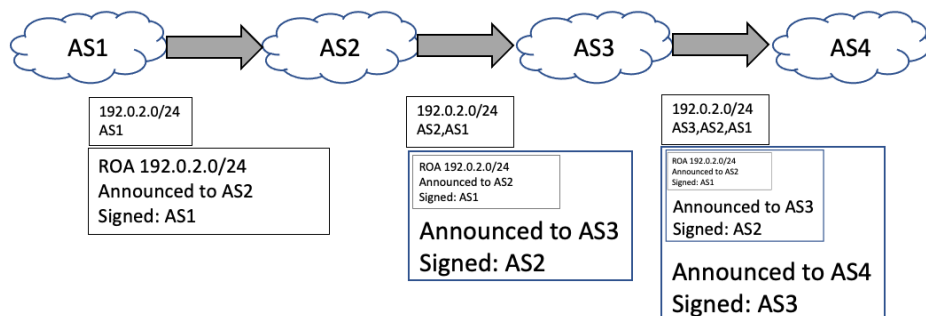 AS1
AS2
AS3
AS4
192.0.2.0/24
AS1
ROA 192.0.2.0/24
Announced to AS2
Signed: AS1
192.0.2.0/24
AS2,AS1
ROA 192.0.2.0/24
Announced to AS2
Signed: AS1
Announced to AS3
Signed: AS2
192.0.2.0/24
AS3,AS2,AS1
ROA 192.0.2.0/24
Announced to AS2
Signed: AS1
Announced to AS3
Signed: AS2
Announced to AS4
Signed: AS3